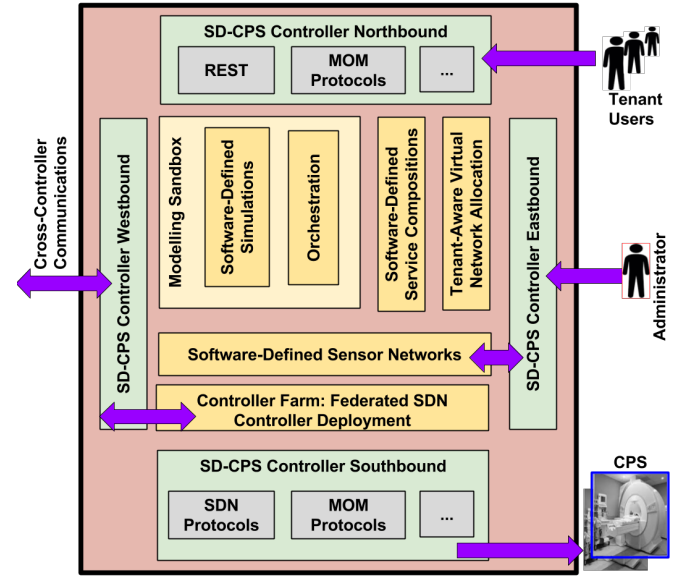 SD-CPS Controller Northbound
REST
MOM
Protocols
...
Tenant
Users
Cross-Controller
Communications
SD-CPS Controller Westbound
Modelling Sandbox
Software-Defined
Simulations
Orchestration
Software-Defined
Service Compositions
Tenant-Aware Virtual
Network Allocation
SD-CPS Controller Eastbound
Administrator
Software-Defined Sensor Networks
Controller Farm: Federated SDN
Controller Deployment
SD-CPS Controller Southbound
SDN
Protocols
MOM
Protocols
...
CPS